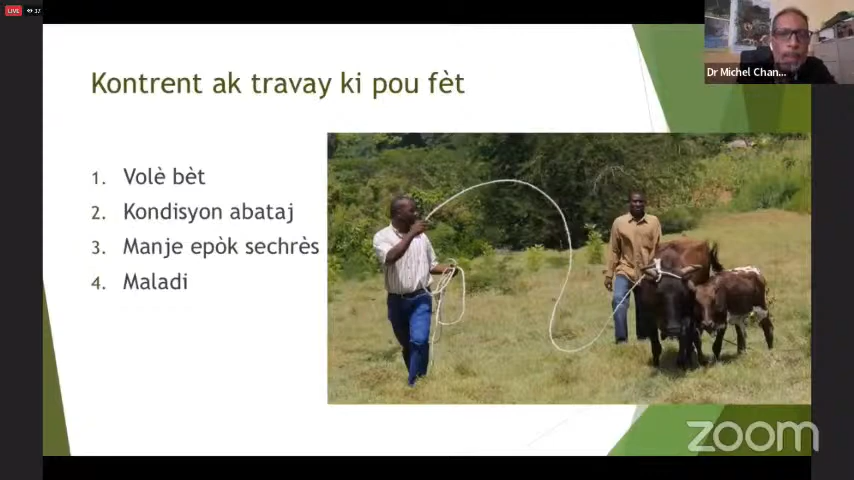 LIVE 37
Dr Michel Chan...
Kontrent ak travay ki pou fèt
1. Volè bèt
2. Kondisyon abataj
3. Manje epòk sechrès
4. Maladi
zoom